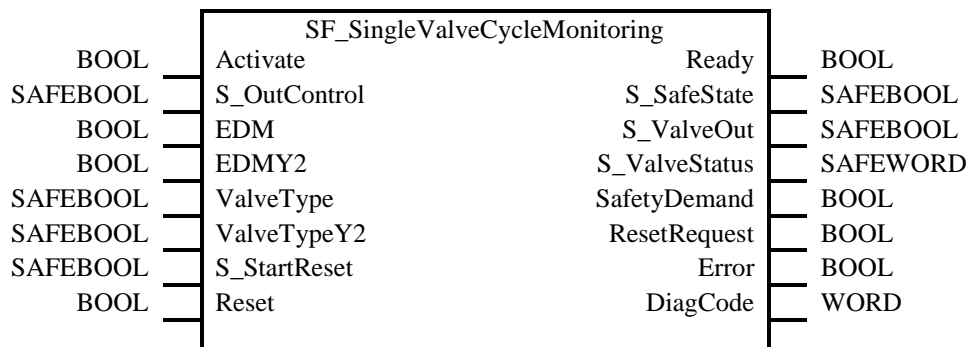 SF_SingleValveCycleMonitoring
BOOL Activate Ready BOOL
SAFEBOOL S_OutControl S_SafeState SAFEBOOL
BOOL EDM S_ValveOut SAFEBOOL
BOOL EDMY2 S_ValveStatus SAFEWORD
SAFEBOOL ValveType SafetyDemand BOOL
SAFEBOOL ValveTypeY2 ResetRequest BOOL
SAFEBOOL S_StartReset Error BOOL
BOOL Reset DiagCode WORD